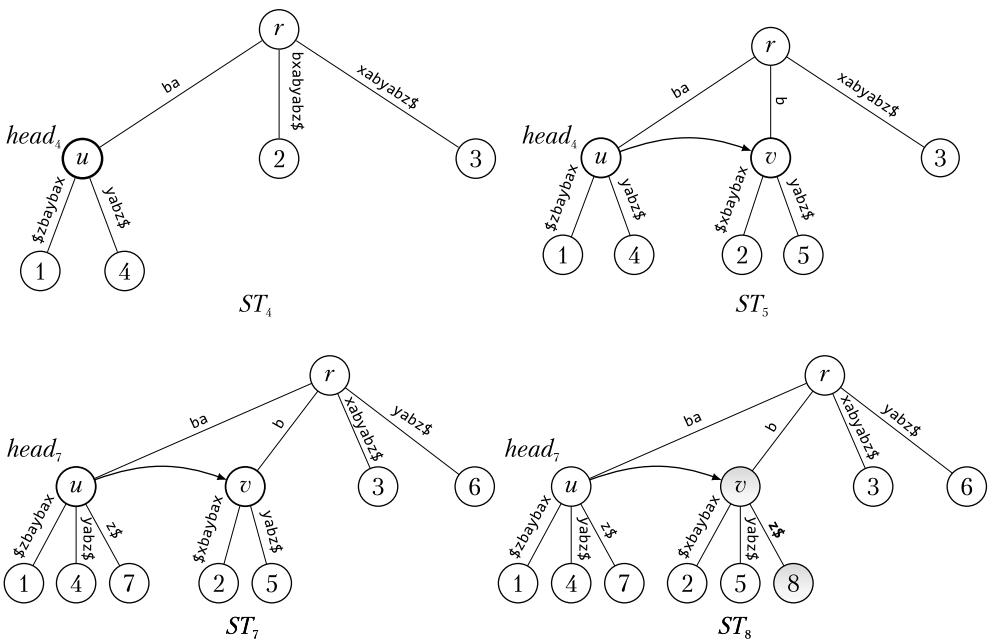 r
ba
bxabyabz$
xabyabz$
head₄
u
2
3
$zbaybax
yabz$
1
4
ST₄
r
ba
b
xabyabz$
head₄
u
v
3
$zbaybax
yabz$
$xbaybax
yabz$
1
4
2
5
ST₅
r
ba
b
xabyabz$
yabz$
head₇
u
v
3
6
$zbaybax
yabz$
z$
$xbaybax
yabz$
1
4
7
2
5
ST₇
r
ba
b
xabyabz$
yabz$
head₇
u
v
3
6
$zbaybax
yabz$
z$
$xbaybax
yabz$
z$
1
4
7
2
5
8
ST₈